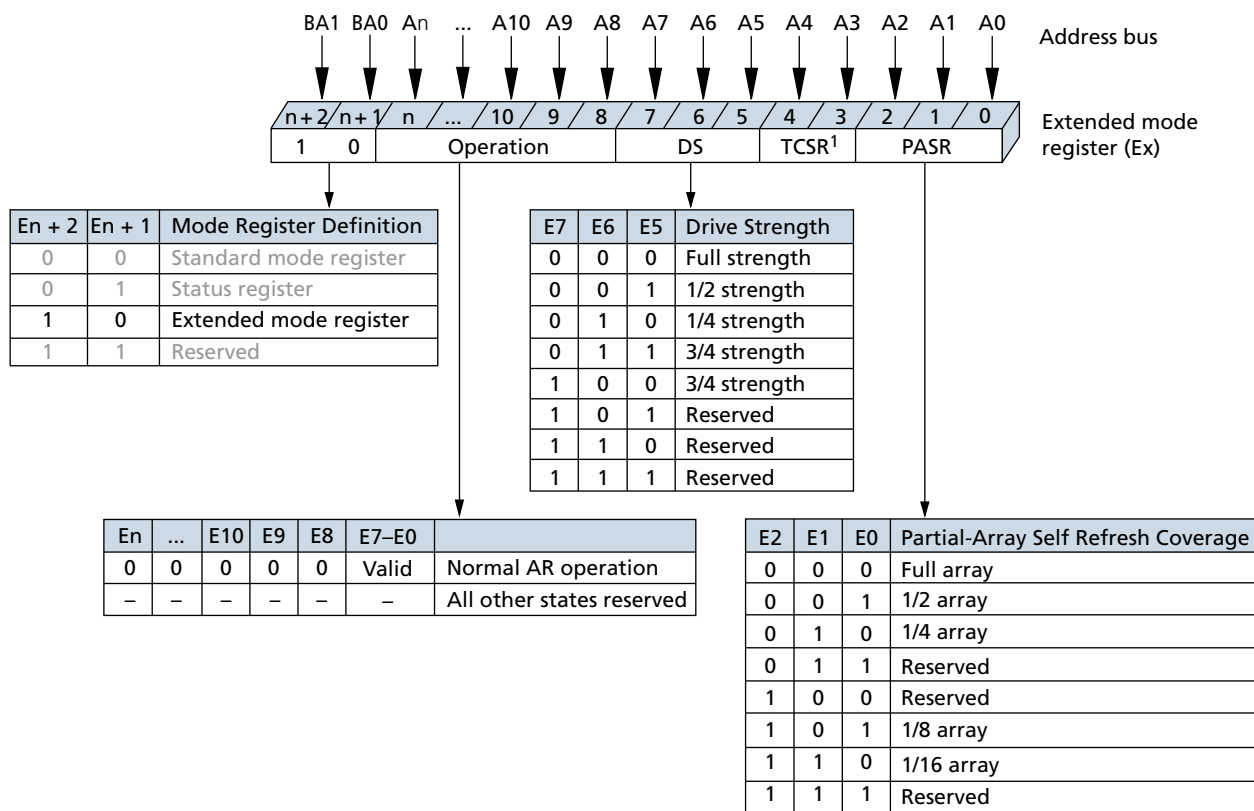 BA1 BA0 An ... A10 A9 A8 A7 A6 A5 A4 A3 A2 A1 A0 Address bus
n + 2 n + 1 n ... 10 9 8 7 6 5 4 3 2 1 0 Extended mode
register (Ex)
1 0 Operation DS TCSR1 PASR
En + 2 En + 1 Mode Register Definition
0 0 Standard mode register
0 1 Status register
1 0 Extended mode register
1 1 Reserved
E7 E6 E5 Drive Strength
0 0 0 Full strength
0 0 1 1/2 strength
0 1 0 1/4 strength
0 1 1 3/4 strength
1 0 0 3/4 strength
1 0 1 Reserved
1 1 0 Reserved
1 1 1 Reserved
En ... E10 E9 E8 E7–E0
0 0 0 0 0 Valid Normal AR operation
– – – – – – All other states reserved
E2 E1 E0 Partial-Array Self Refresh Coverage
0 0 0 Full array
0 0 1 1/2 array
0 1 0 1/4 array
0 1 1 Reserved
1 0 0 Reserved
1 0 1 1/8 array
1 1 0 1/16 array
1 1 1 Reserved